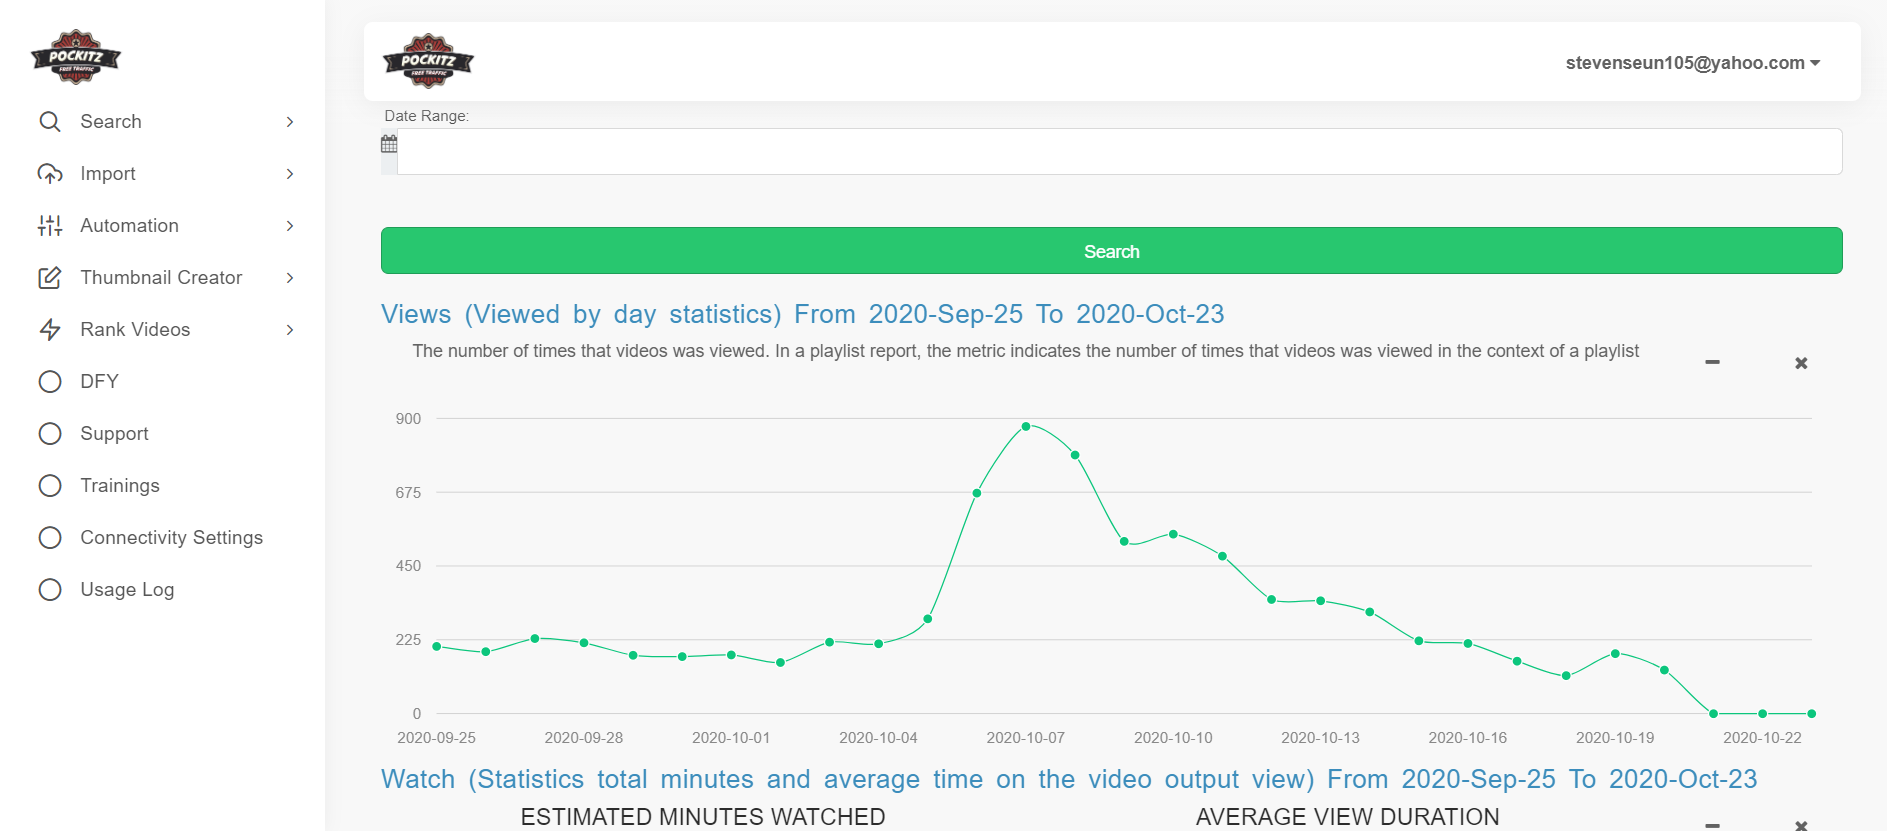 POCKITZ
FREE TRAFFIC
Search
Import
Automation
Thumbnail Creator
Rank Videos
DFY
Support
Trainings
Connectivity Settings
Usage Log
POCKITZ
FREE TRAFFIC
stevenseun105@yahoo.com
Date Range:
Search
Views (Viewed by day statistics) From 2020-Sep-25 To 2020-Oct-23
The number of times that videos was viewed. In a playlist report, the metric indicates the number of times that videos was viewed in the context of a playlist
900
675
450
225
0
2020-09-25 2020-09-28 2020-10-01 2020-10-04 2020-10-07 2020-10-10 2020-10-13 2020-10-16 2020-10-19 2020-10-22
Watch (Statistics total minutes and average time on the video output view) From 2020-Sep-25 To 2020-Oct-23
ESTIMATED MINUTES WATCHED AVERAGE VIEW DURATION